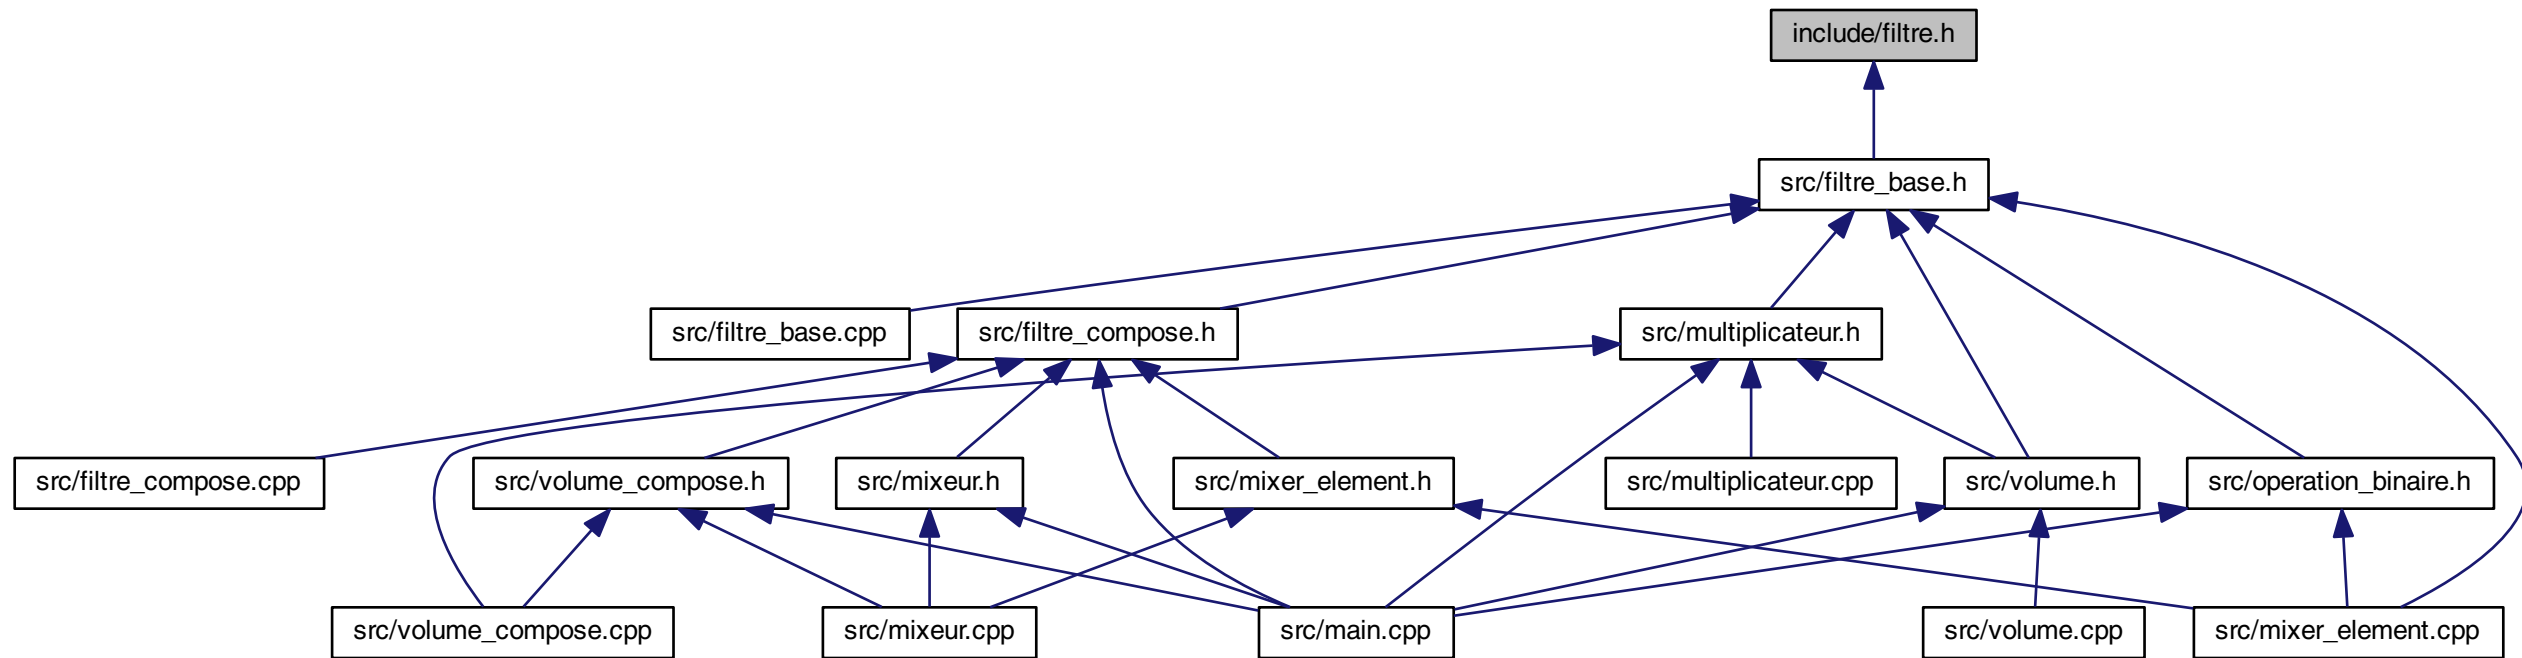 include/filtre.h
src/filtre_base.h
src/filtre_base.cpp
src/filtre_compose.h
src/multiplicateur.h
src/filtre_compose.cpp
src/volume_compose.h
src/mixeur.h
src/mixer_element.h
src/multiplicateur.cpp
src/volume.h
src/operation_binaire.h
src/volume_compose.cpp
src/mixeur.cpp
src/main.cpp
src/volume.cpp
src/mixer_element.cpp